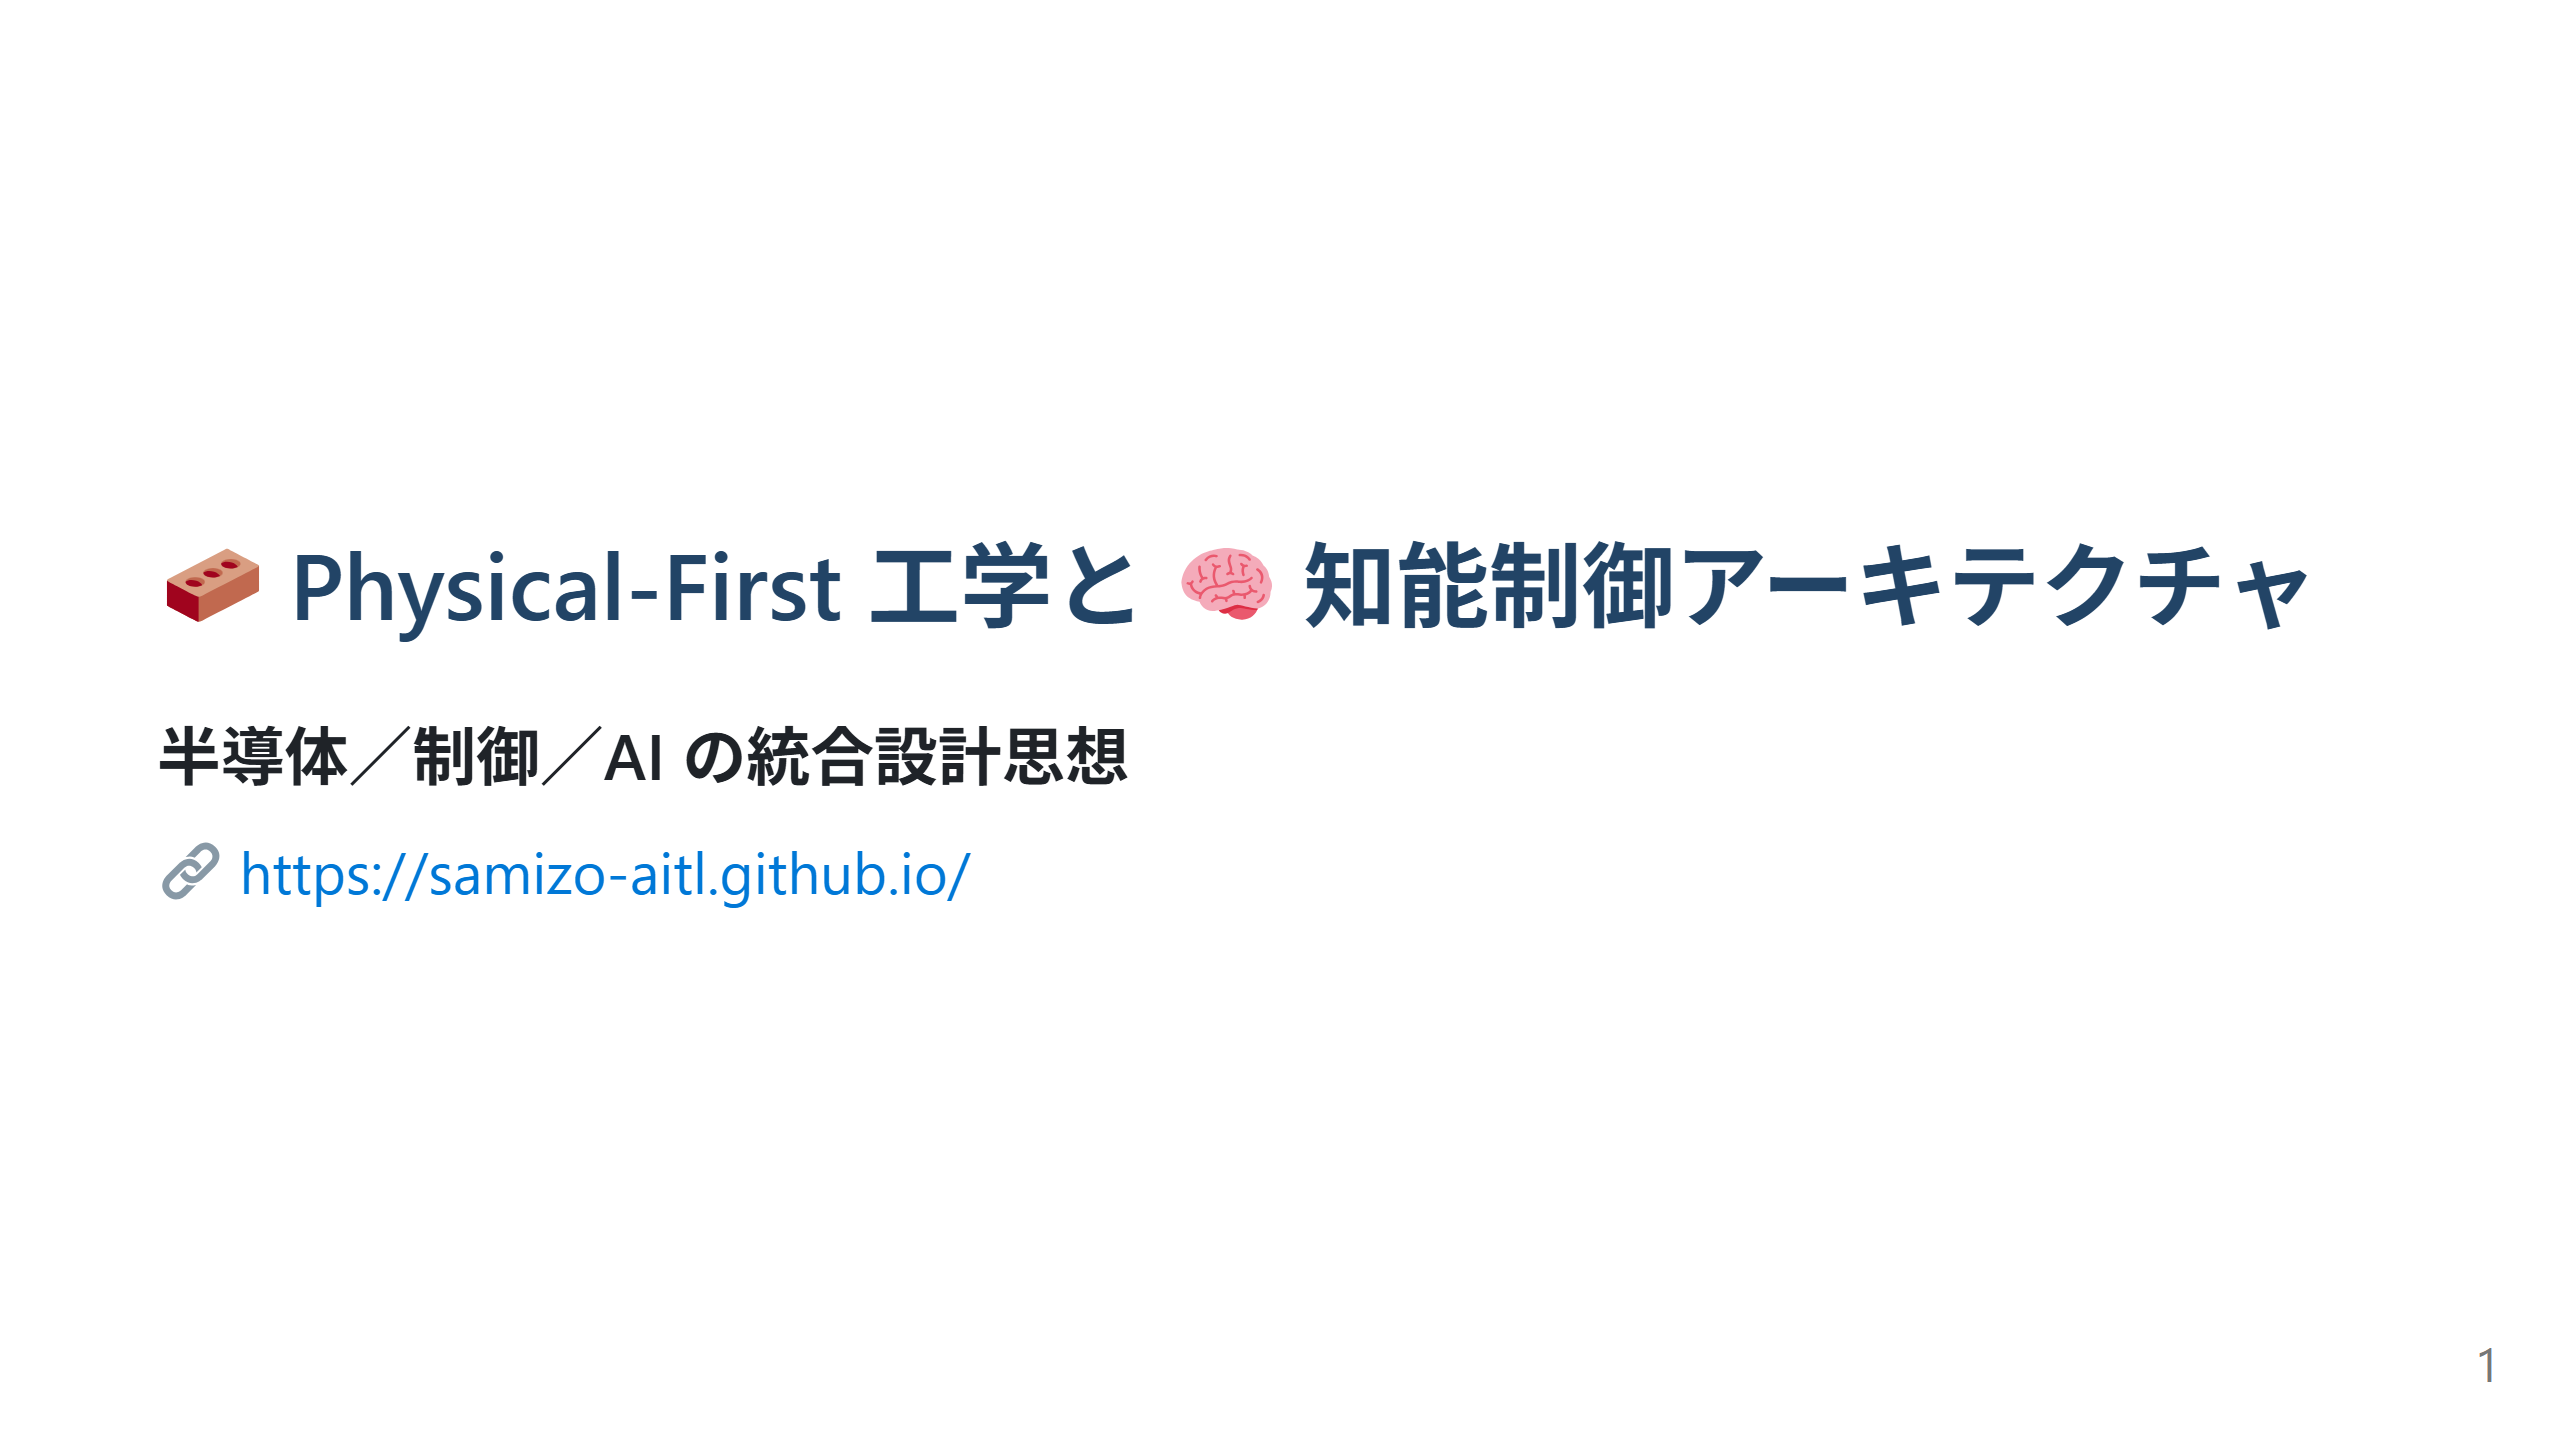 🧱 Physical-First 工学と 🧠 知能制御アーキテクチャ
半導体／制御／AI の統合設計思想
🔗 https://samizo-aitl.github.io/
1